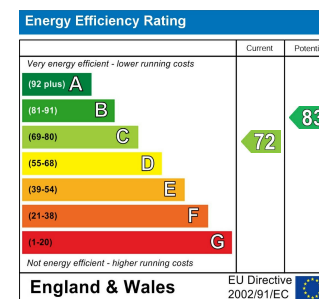 Energy Efficiency Rating
Current
Very energy efficient - lower running costs
(92 plus) A
(81-91) B
(69-80) C
(55-68) D
(39-54) E
(21-38) F
(1-20) G
72
83
Not energy efficient - higher running costs
England & Wales
EU Directive
2002/91/EC